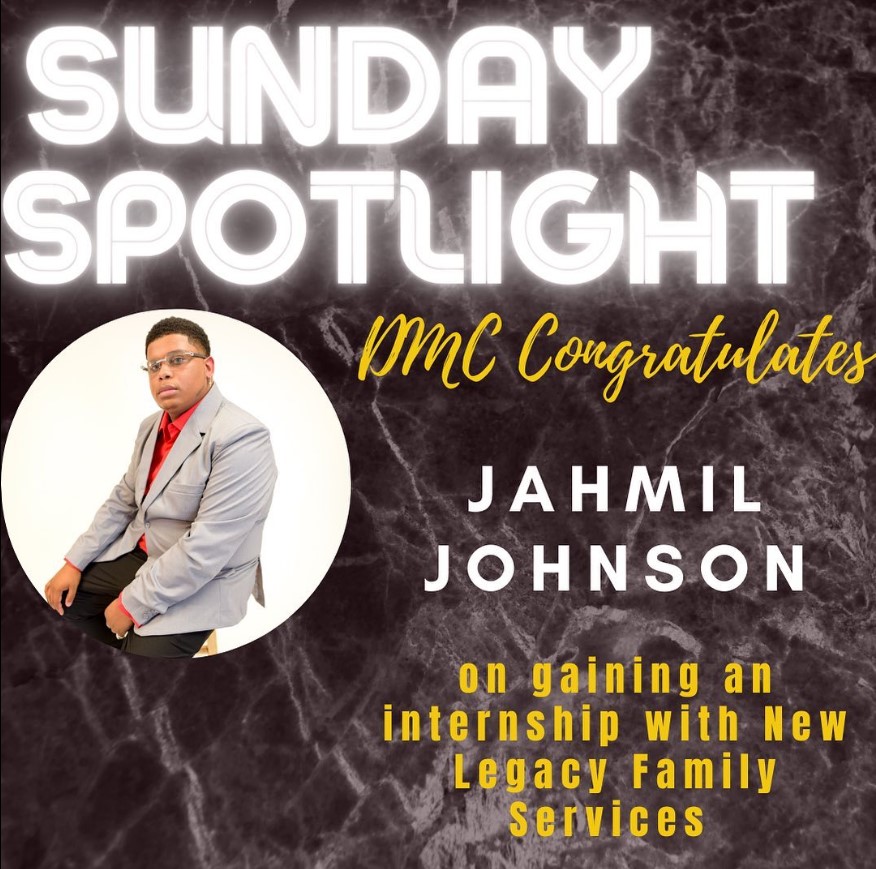 SUNDAY
SPOTLIGHT
DMC Congratulates
JAHMIL
JOHNSON
on gaining an
internship with New
Legacy Family
Services